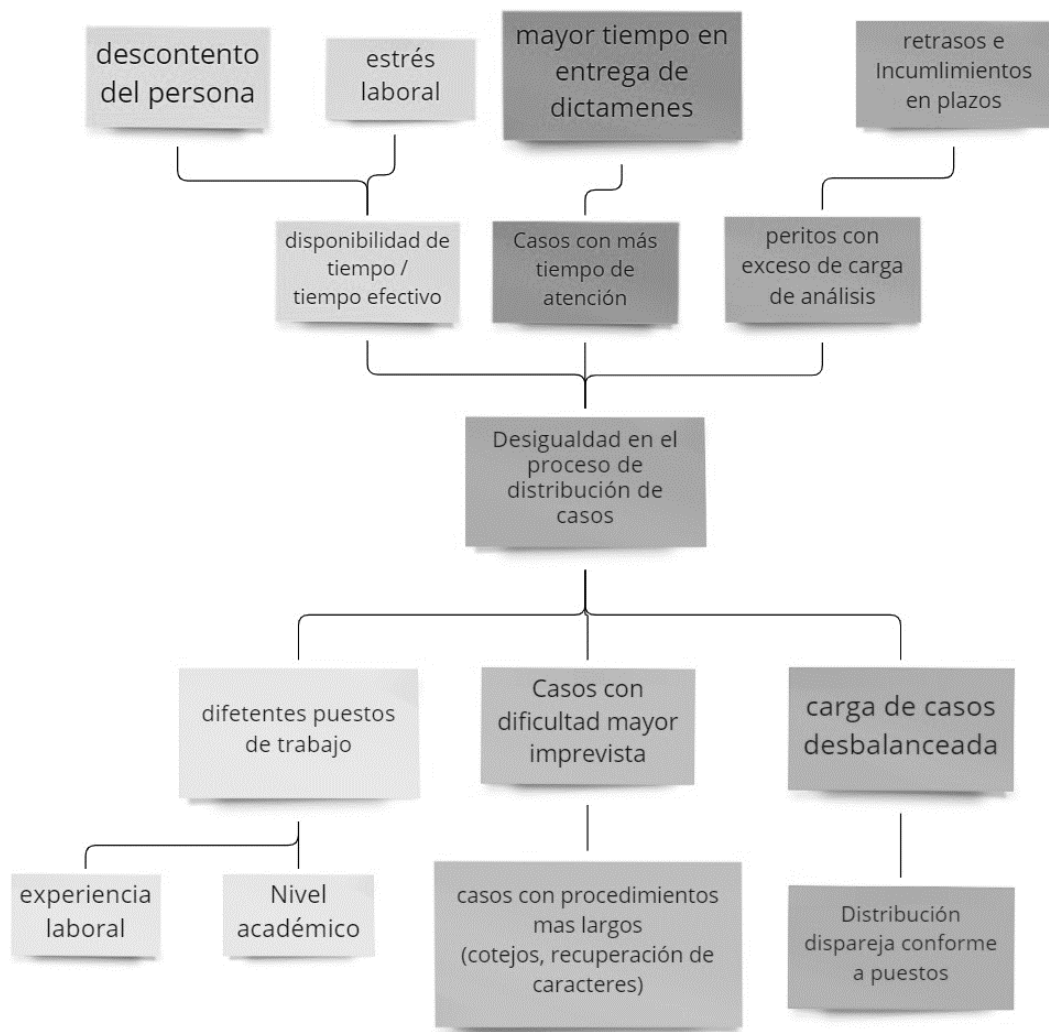 descontento
del persona
estrés
laboral
mayor tiempo en
entrega de
dictamenes
retrasos e
Incumlimientos
en plazos
disponibilidad de
tiempo /
tiempo efectivo
Casos con más
tiempo de
atención
peritos con
exceso de carga
de análisis
Desigualdad en el
proceso de
distribución de
casos
difetentes puestos
de trabajo
Casos con
dificultad mayor
imprevista
carga de casos
desbalanceada
experiencia
laboral
Nivel
académico
casos con procedimientos
mas largos
(cotejos, recuperación de
caracteres)
Distribución
dispareja conforme
a puestos